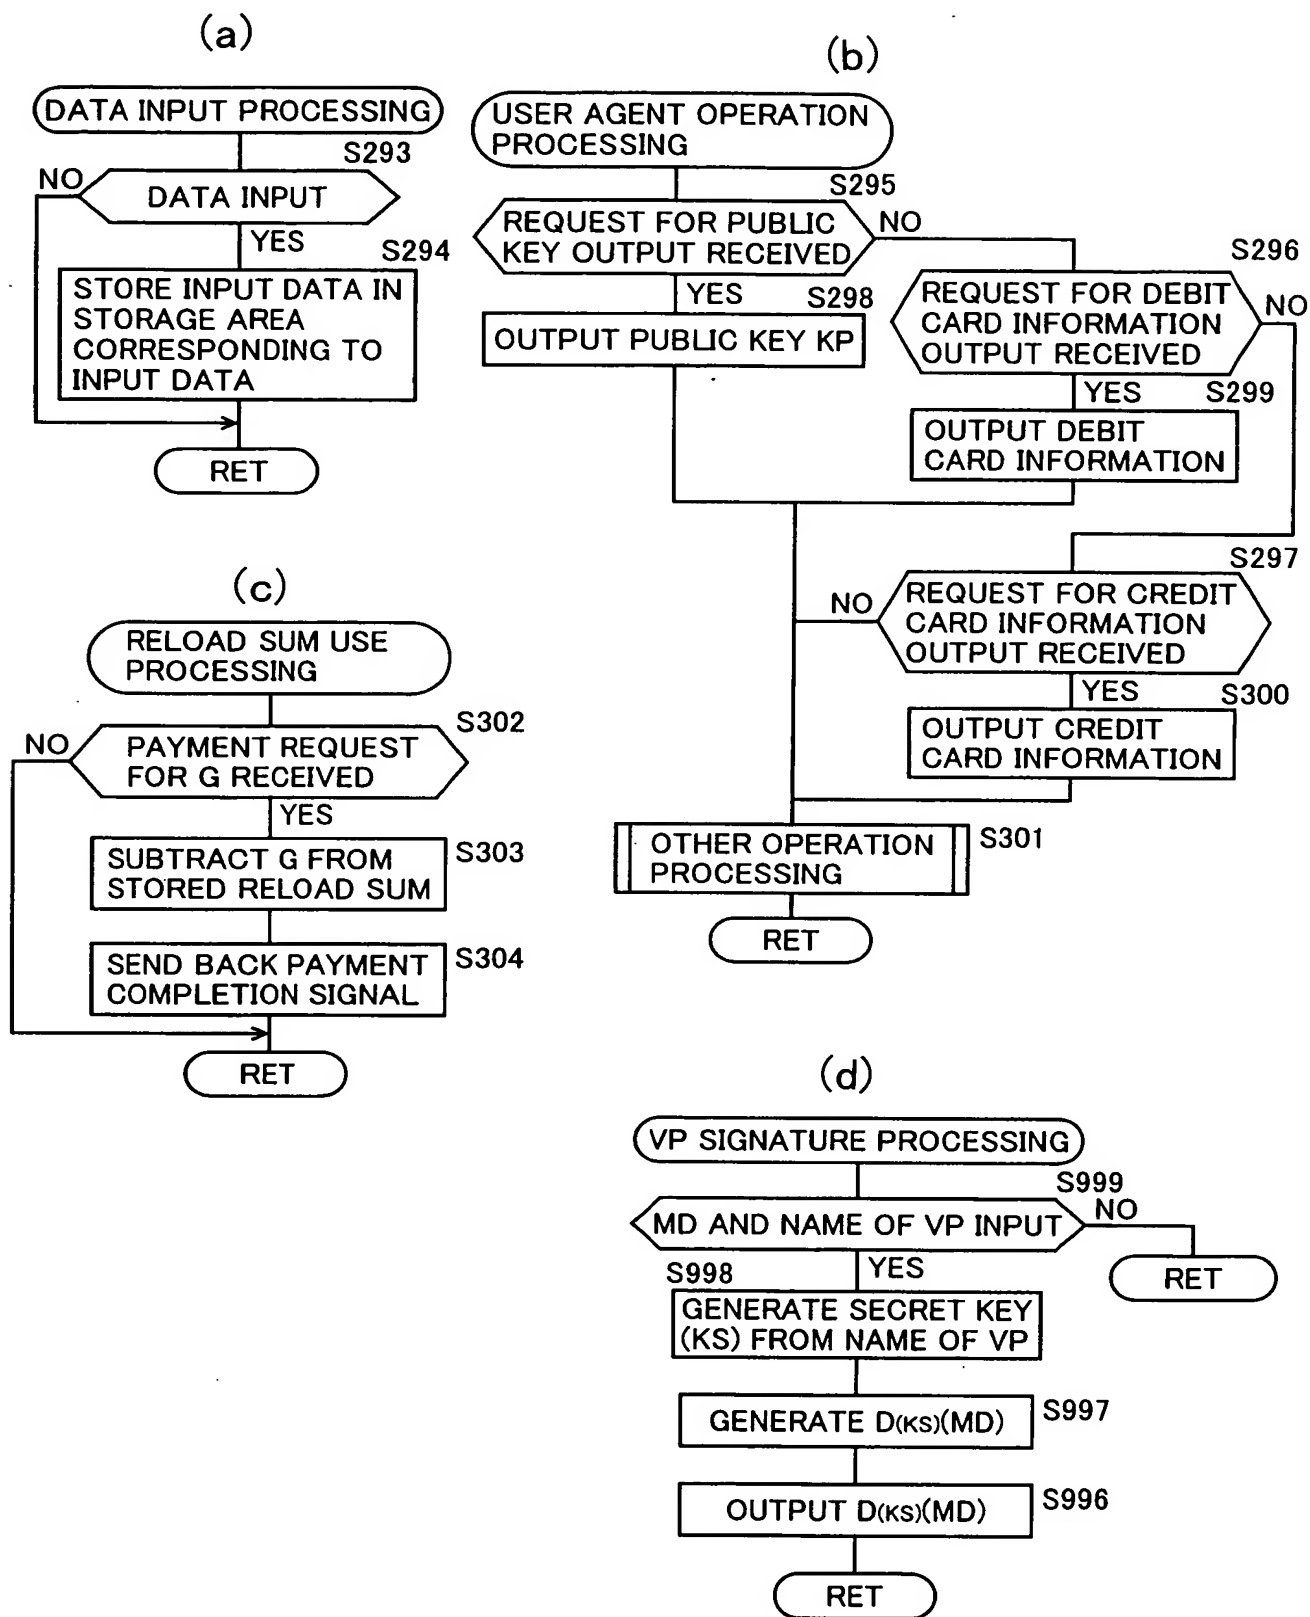 (a)
DATA INPUT PROCESSING
S293
NO
DATA INPUT
YES
S294
STORE INPUT DATA IN
STORAGE AREA
CORRESPONDING TO
INPUT DATA
RET
(b)
USER AGENT OPERATION
PROCESSING
S295
REQUEST FOR PUBLIC
KEY OUTPUT RECEIVED
NO
YES
S298
OUTPUT PUBLIC KEY KP
S296
REQUEST FOR DEBIT
CARD INFORMATION
OUTPUT RECEIVED
NO
YES
S299
OUTPUT DEBIT
CARD INFORMATION
S297
NO
REQUEST FOR CREDIT
CARD INFORMATION
OUTPUT RECEIVED
YES
S300
OUTPUT CREDIT
CARD INFORMATION
OTHER OPERATION
PROCESSING
S301
RET
(c)
RELOAD SUM USE
PROCESSING
S302
NO
PAYMENT REQUEST
FOR G RECEIVED
YES
SUBTRACT G FROM
STORED RELOAD SUM
S303
SEND BACK PAYMENT
COMPLETION SIGNAL
S304
RET
(d)
VP SIGNATURE PROCESSING
S999
MD AND NAME OF VP INPUT
NO
RET
S998
YES
GENERATE SECRET KEY
(KS) FROM NAME OF VP
GENERATE D(KS)(MD)
S997
OUTPUT D(KS)(MD)
S996
RET